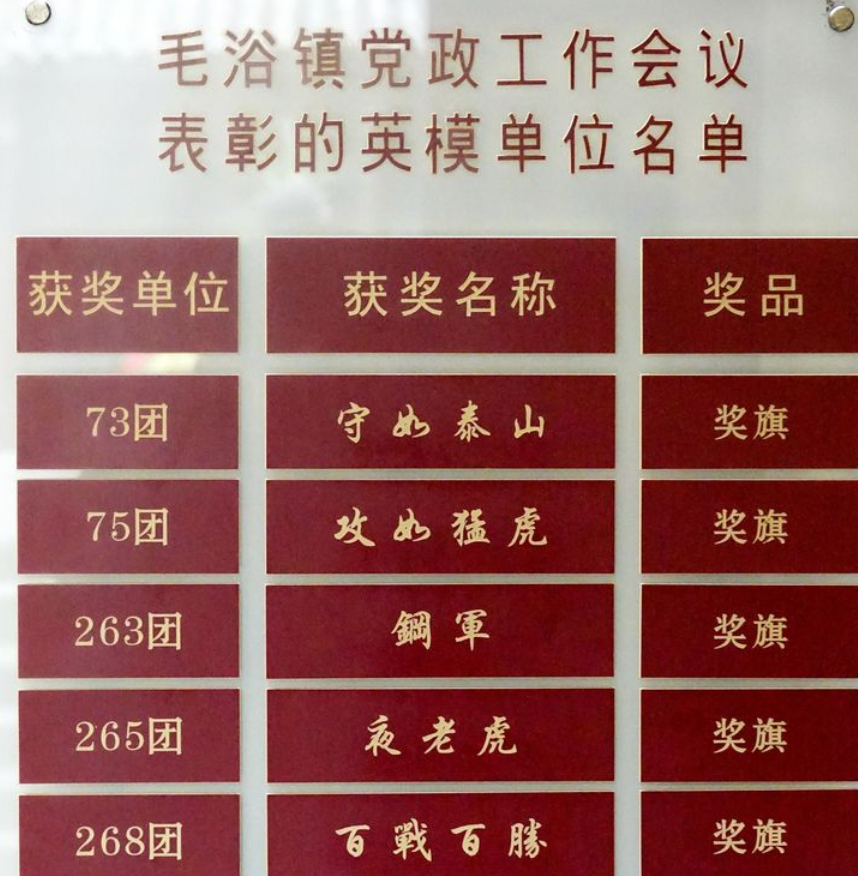 毛浴镇党政工作会议
表彰的英模单位名单
获奖单位 获奖名称 奖品
73团 守如泰山 奖旗
75团 攻如猛虎 奖旗
263团 鋼軍 奖旗
265团 夜老虎 奖旗
268团 百戰百勝 奖旗